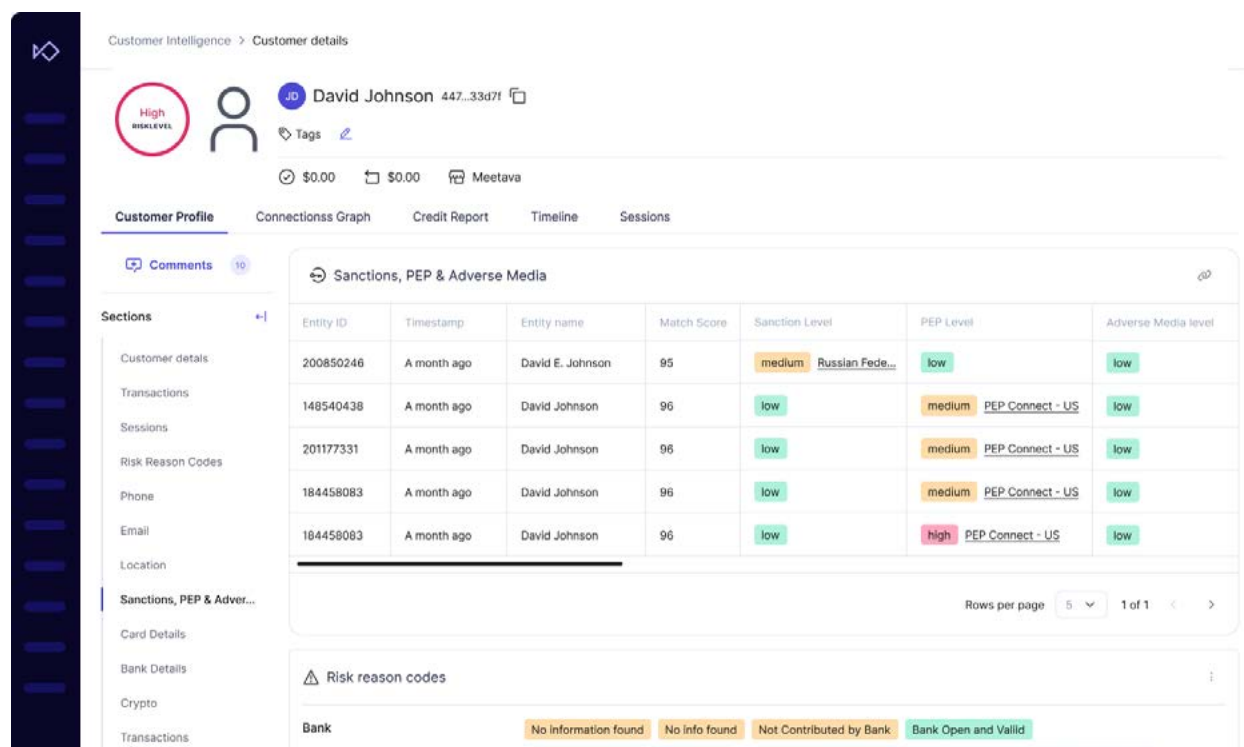 Customer Intelligence > Customer details
High
RISKLEVEL
JD David Johnson 447...33d7f
Tags
$0.00 $0.00 Meetava
Customer Profile Connectionss Graph Credit Report Timeline Sessions
Comments 10
Sections
Customer detals
Transactions
Sessions
Risk Reason Codes
Phone
Email
Location
Sanctions, PEP & Adver...
Card Details
Bank Details
Crypto
Transactions
Sanctions, PEP & Adverse Media
Entity ID Timestamp Entity name Match Score Sanction Level PEP Level Adverse Media level
200850246 A month ago David E. Johnson 95 medium Russian Fede... low low
148540438 A month ago David Johnson 96 low medium PEP Connect - US low
201177331 A month ago David Johnson 96 low medium PEP Connect - US low
184458083 A month ago David Johnson 96 low medium PEP Connect - US low
184458083 A month ago David Johnson 96 low high PEP Connect - US low
Rows per page 5 1 of 1
Risk reason codes
Bank No information found No info found Not Contributed by Bank Bank Open and Vallid